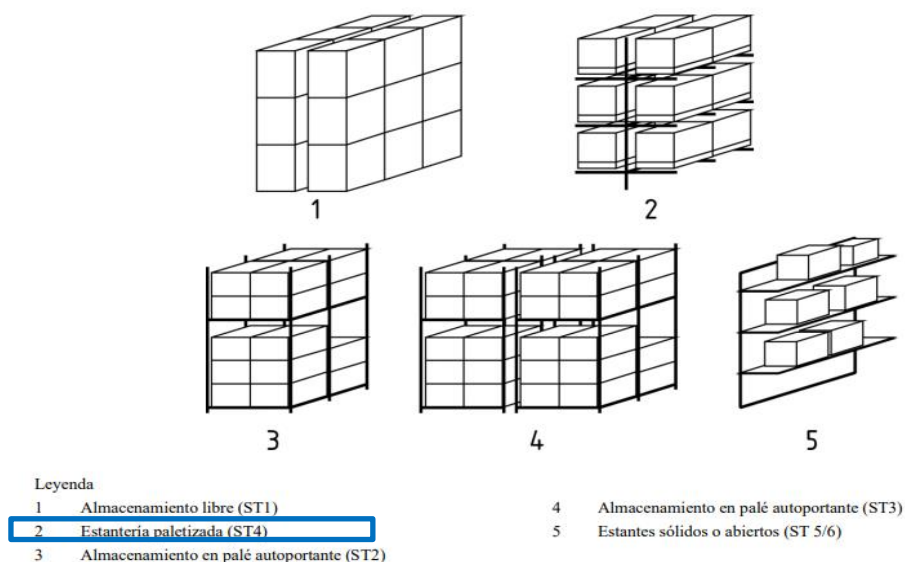 1
2
3
4
5
Leyenda
1 Almacenamiento libre (ST1)
2 Estantería paletizada (ST4)
3 Almacenamiento en palé autoportante (ST2)
4 Almacenamiento en palé autoportante (ST3)
5 Estantes sólidos o abiertos (ST 5/6)